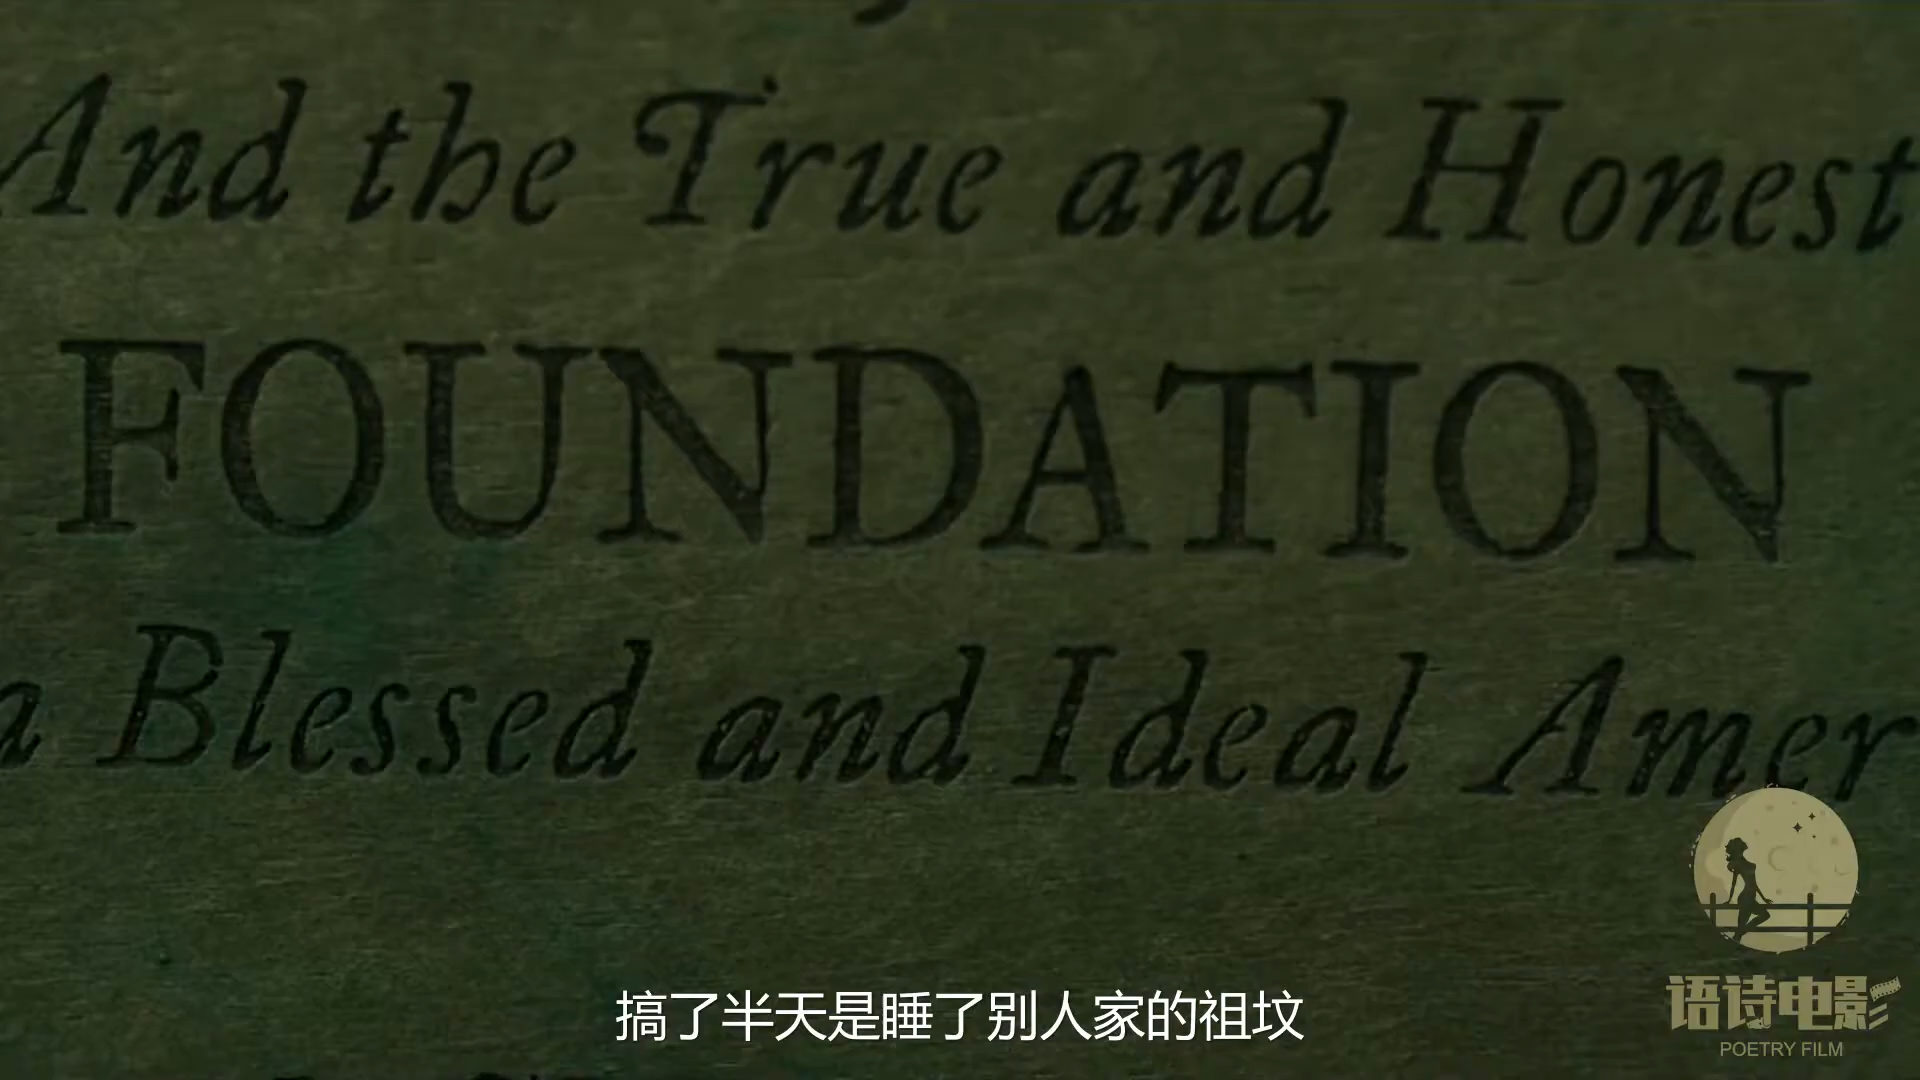 And the True and Honest
FOUNDATION
a Blessed and Ideal Amer
搞了半天是睡了别人家的祖坟
语诗电影
POETRY FILM